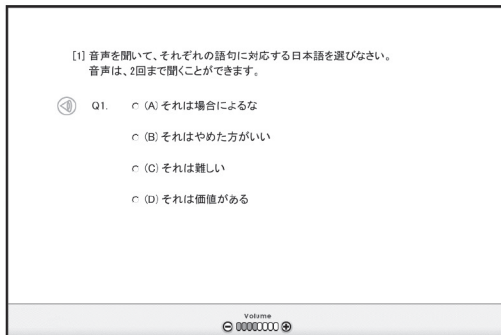 [1] 音声を聞いて、それぞれの語句に対応する日本語を選びなさい。
音声は、2回まで聞くことができます。
Q1. (A) それは場合によるな
(B) それはやめた方がいい
(C) それは難しい
(D) それは価値がある
Volume